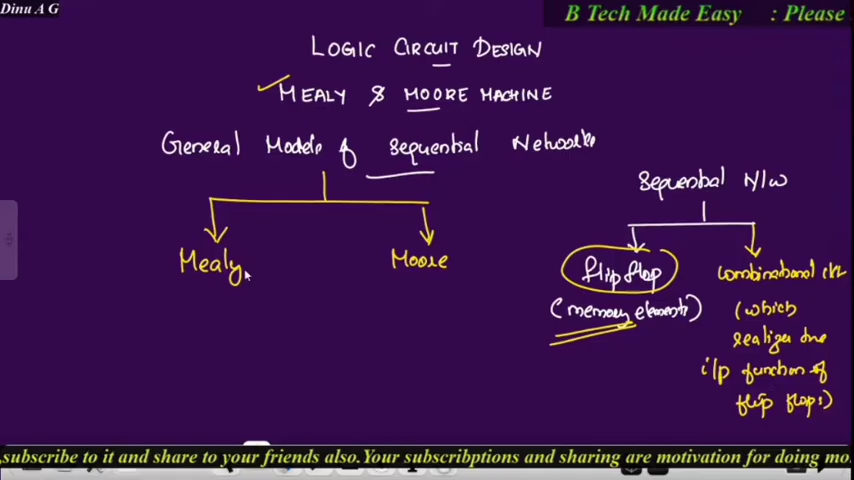 Dinu A G
B Tech Made Easy : Please
LOGIC CIRCUIT DESIGN
MEALY & MOORE MACHINE
General Models of Sequential Networks
Sequential N/w
Mealy
Moore
flip flop
(memory elements)
combinational ckt
(which
realizes the
i/p function of
flip flops)
,subscribe to it and share to your friends also.Your subscribptions and sharing are motivation for doing mo